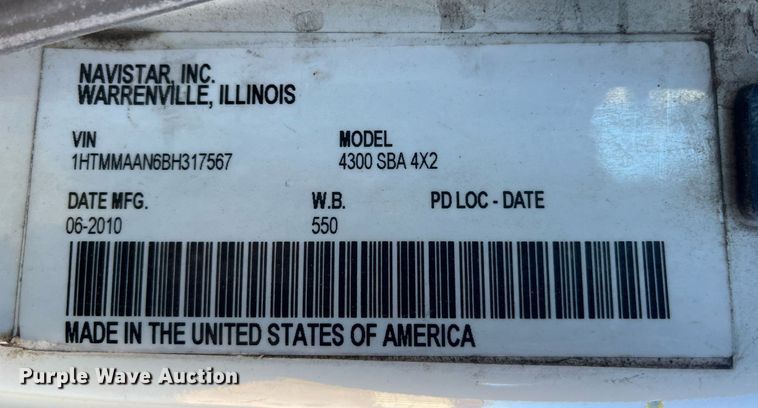 NAVISTAR, INC.
WARRENVILLE, ILLINOIS
VIN MODEL
1HTMMAAN6BH317567 4300 SBA 4X2
DATE MFG. W.B. PD LOC - DATE
06-2010 550
MADE IN THE UNITED STATES OF AMERICA
Purple Wave Auction